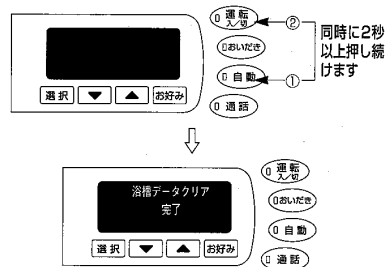 運転
入/切
②
おいだき
自動
①
通話
同時に2秒
以上押し続
けます
選択 ▼ ▲ お好み
浴槽データクリア
完了
運転
入/切
おいだき
自動
通話
選択 ▼ ▲ お好み